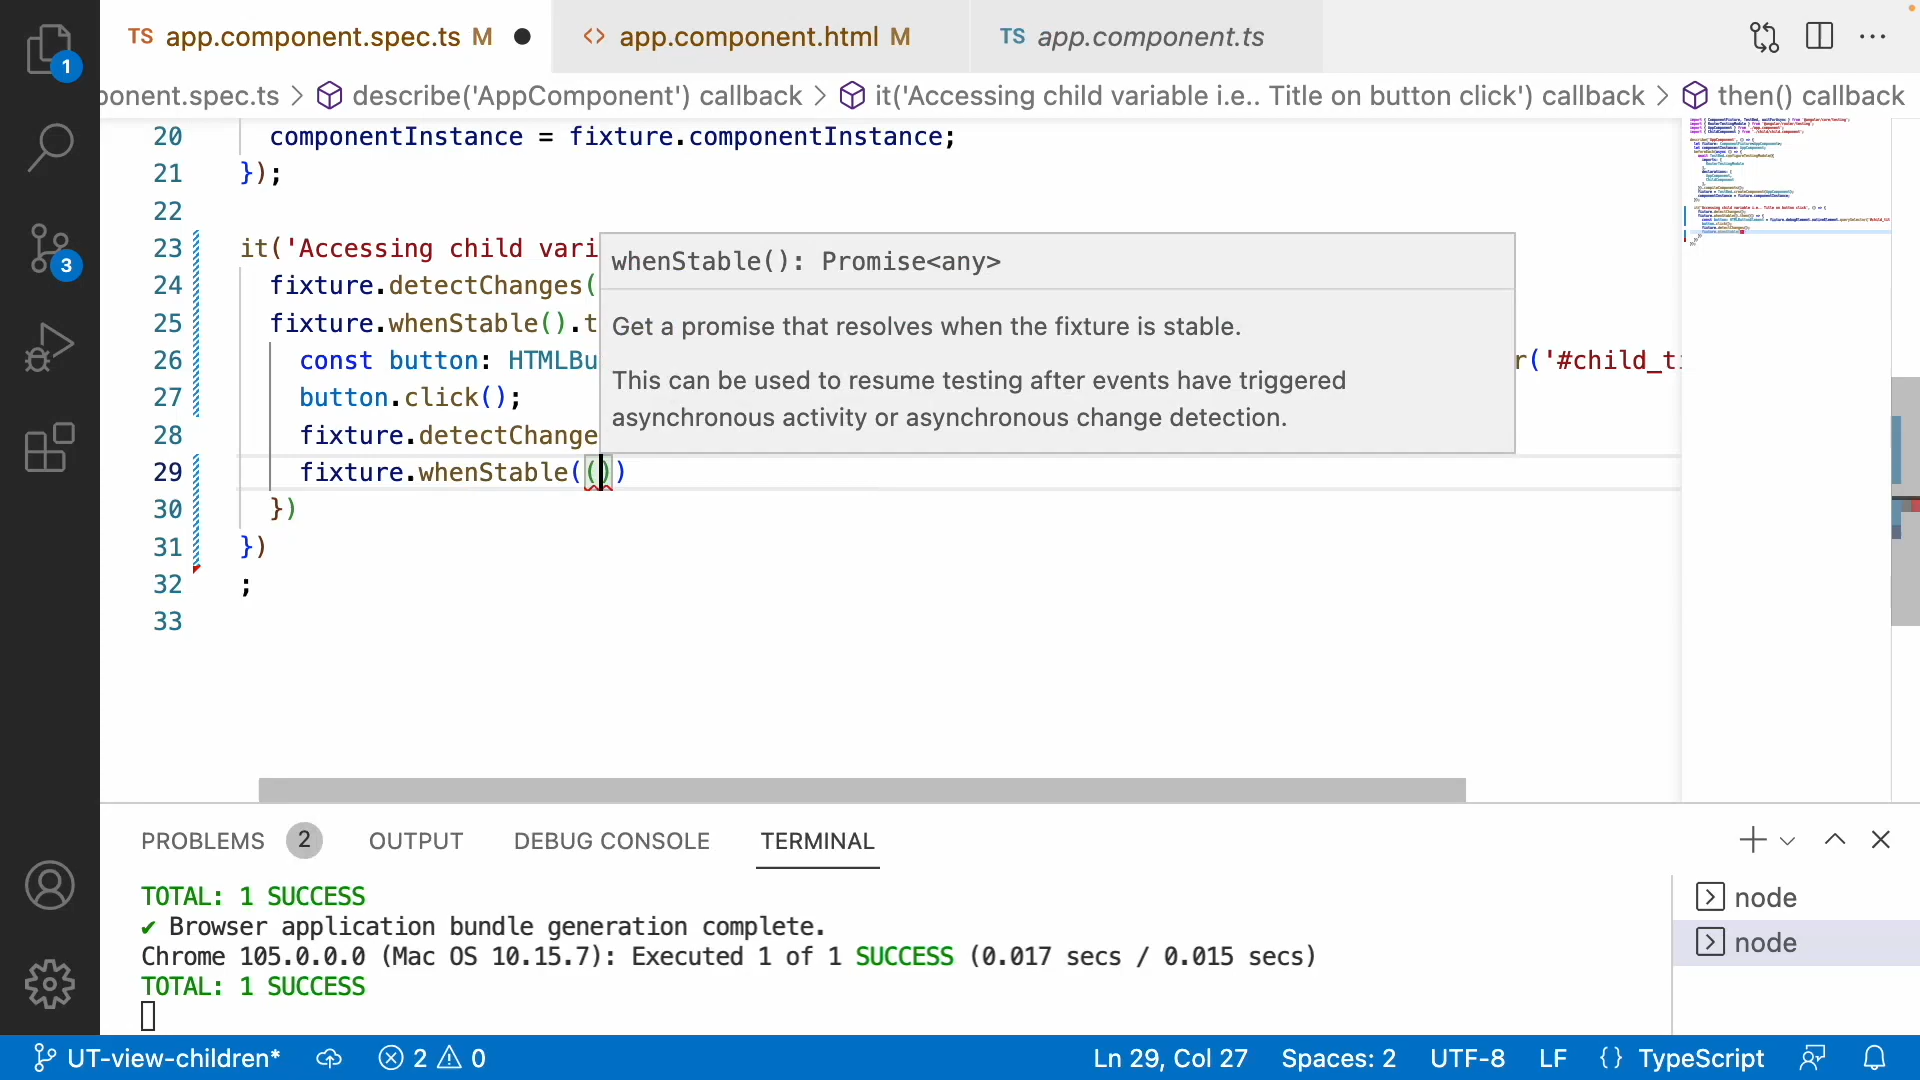 TS app.component.spec.ts M
<> app.component.html M
TS app.component.ts
1
ponent.spec.ts > describe('AppComponent') callback > it('Accessing child variable i.e.. Title on button click') callback > then() callback
20 componentInstance = fixture.componentInstance;
21 });
22
23 it('Accessing child vari
24 fixture.detectChanges(
25 fixture.whenStable().t
26 const button: HTMLBu r('#child_ti
27 button.click();
28 fixture.detectChange
29 fixture.whenStable(())
30 })
31 })
32 ;
33
whenStable(): Promise<any>
Get a promise that resolves when the fixture is stable.
This can be used to resume testing after events have triggered
asynchronous activity or asynchronous change detection.
3
PROBLEMS 2 OUTPUT DEBUG CONSOLE TERMINAL
TOTAL: 1 SUCCESS
✔ Browser application bundle generation complete.
Chrome 105.0.0.0 (Mac OS 10.15.7): Executed 1 of 1 SUCCESS (0.017 secs / 0.015 secs)
TOTAL: 1 SUCCESS
node
node
UT-view-children* 2 0 Ln 29, Col 27 Spaces: 2 UTF-8 LF {} TypeScript